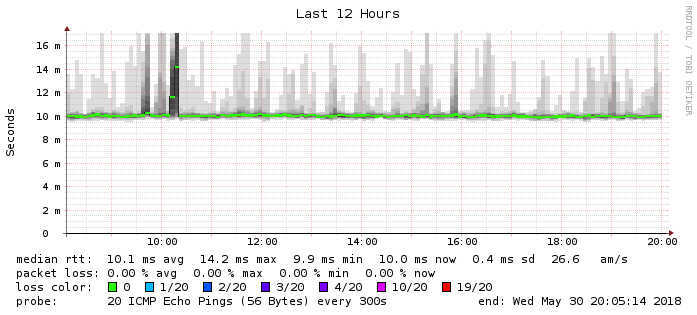 Last 12 Hours
RRDTOOL / TOBI OETIKER
Seconds
16 m
14 m
12 m
10 m
8 m
6 m
4 m
2 m
0
10:00 12:00 14:00 16:00 18:00 20:00
median rtt: 10.1 ms avg 14.2 ms max 9.9 ms min 10.0 ms now 0.4 ms sd 26.6 am/s
packet loss: 0.00 % avg 0.00 % max 0.00 % min 0.00 % now
loss color: 0 1/20 2/20 3/20 4/20 10/20 19/20
probe: 20 ICMP Echo Pings (56 Bytes) every 300s end: Wed May 30 20:05:14 2018